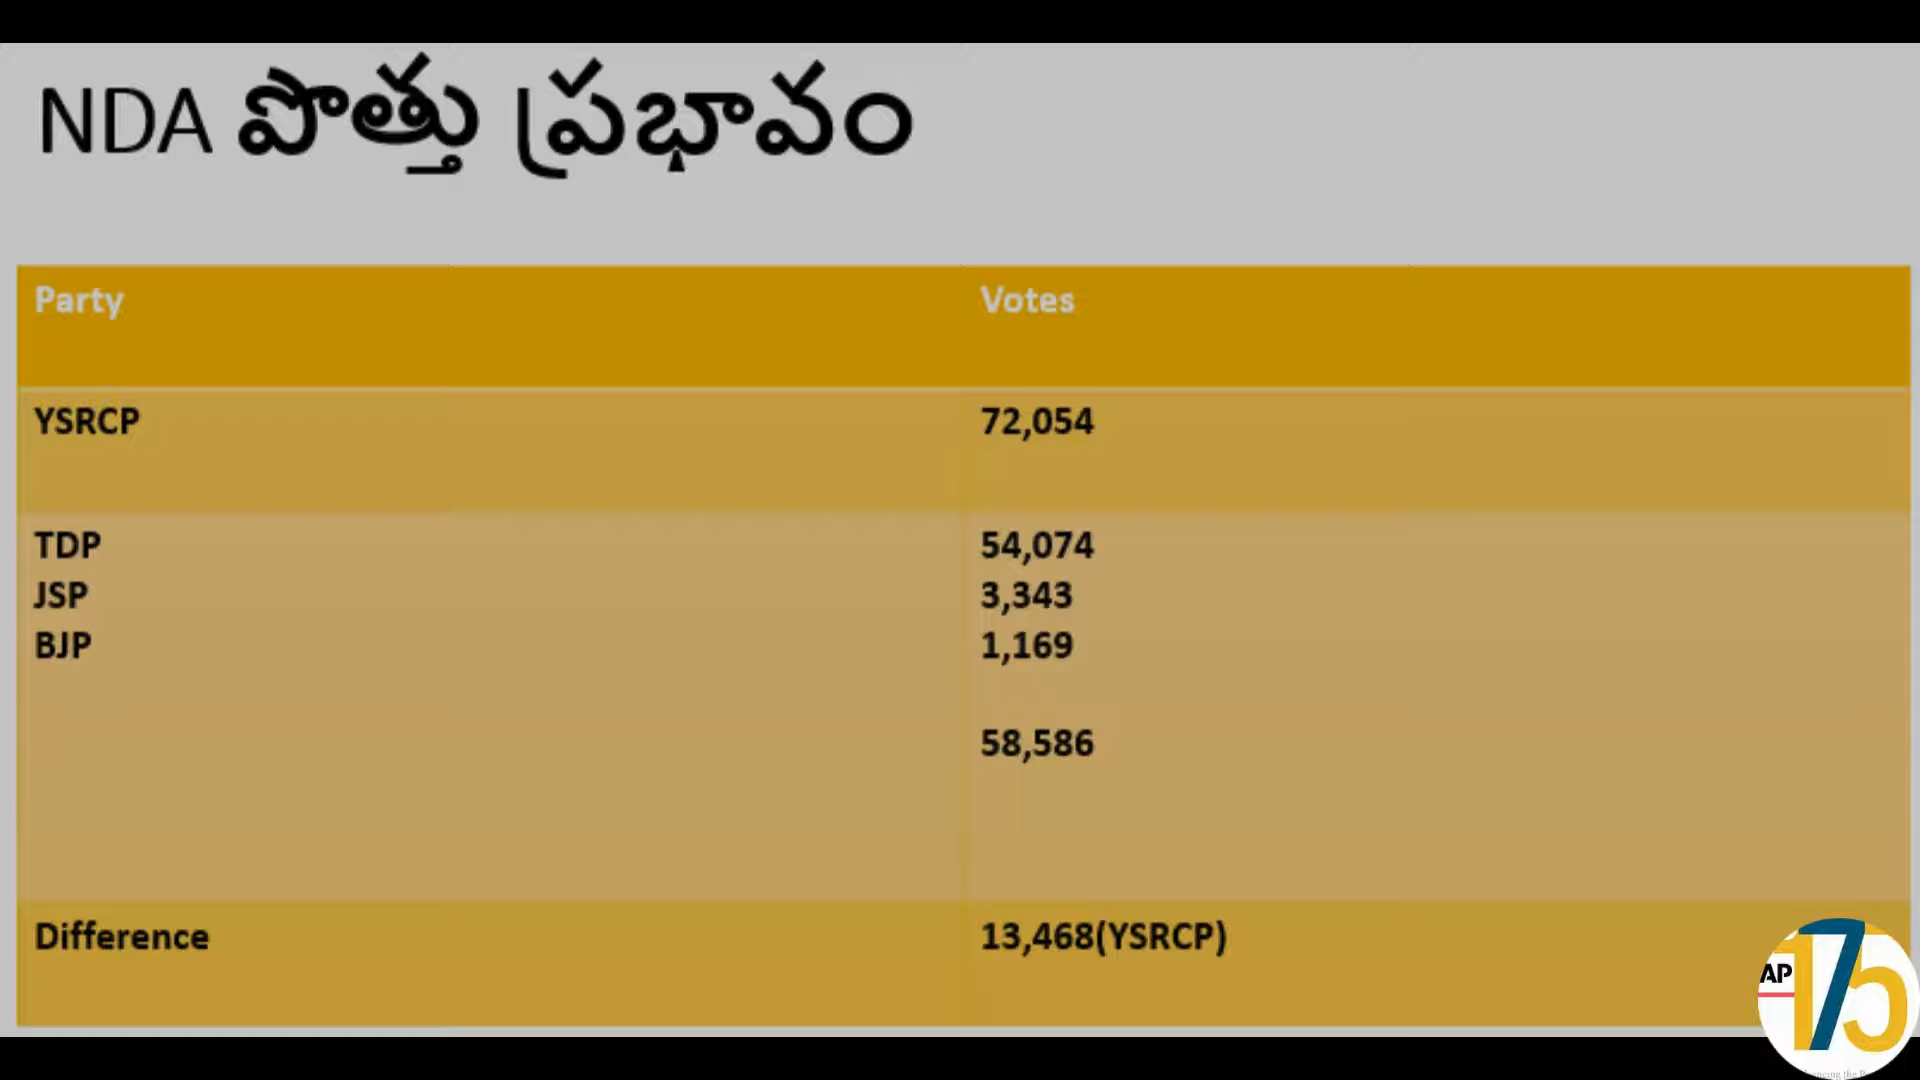 NDA పొత్తు ప్రభావం
Party Votes
YSRCP 72,054
TDP 54,074
JSP 3,343
BJP 1,169
58,586
Difference 13,468(YSRCP)
AP
175